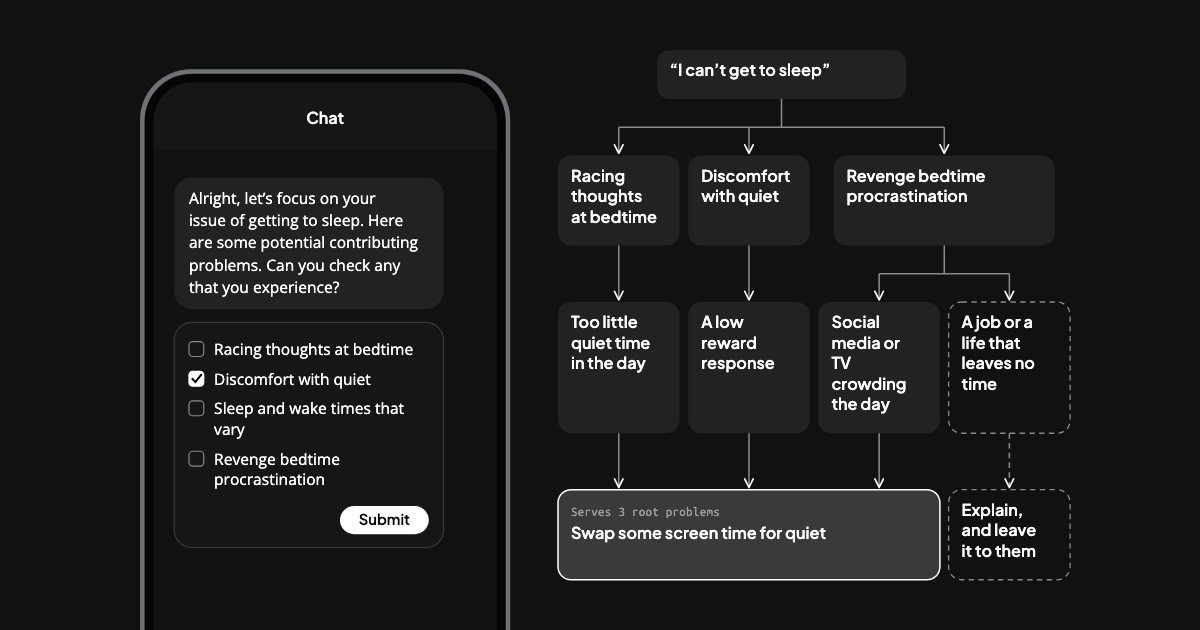 Chat
Alright, let’s focus on your
issue of getting to sleep. Here
are some potential contributing
problems. Can you check any
that you experience?
Racing thoughts at bedtime
Discomfort with quiet
Sleep and wake times that
vary
Revenge bedtime
procrastination
Submit
“I can’t get to sleep”
Racing
thoughts
at bedtime
Discomfort
with quiet
Revenge bedtime
procrastination
Too little
quiet time
in the day
A low
reward
response
Social
media or
TV
crowding
the day
A job or a
life that
leaves no
time
Serves 3 root problems
Swap some screen time for quiet
Explain,
and leave
it to them